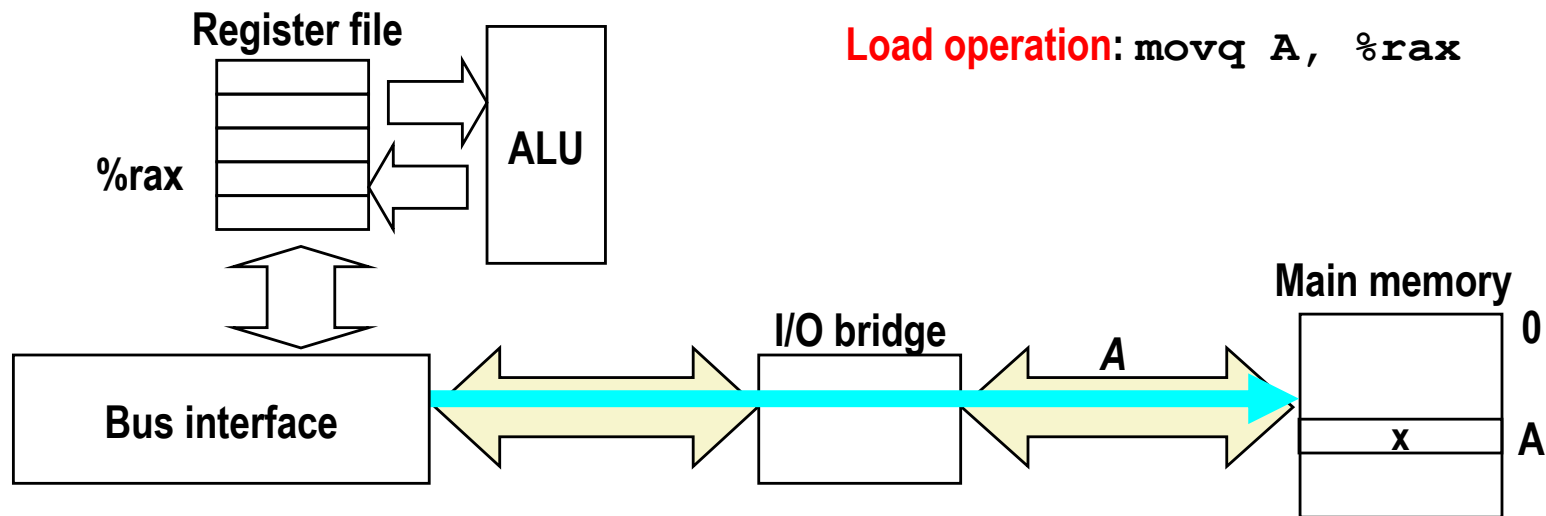 Register file
Load operation: movq A, %rax
ALU
%rax
Main memory
I/O bridge
0
A
Bus interface
x
A